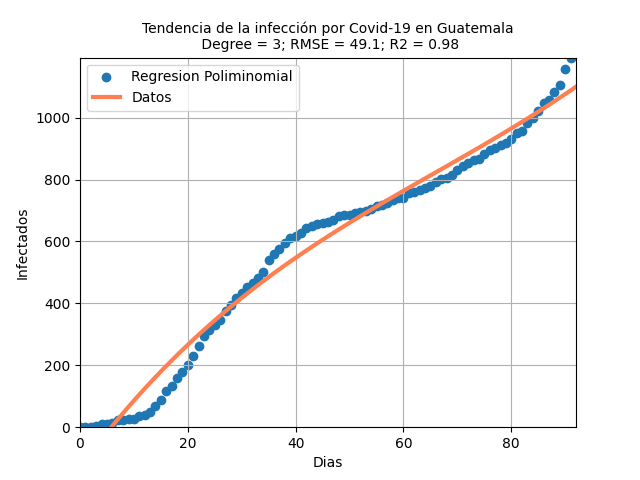 Tendencia de la infección por Covid-19 en Guatemala
Degree = 3; RMSE = 49.1; R2 = 0.98
Regresion Poliminomial
Datos
Infectados
1000
800
600
400
200
0
0 20 40 60 80
Dias